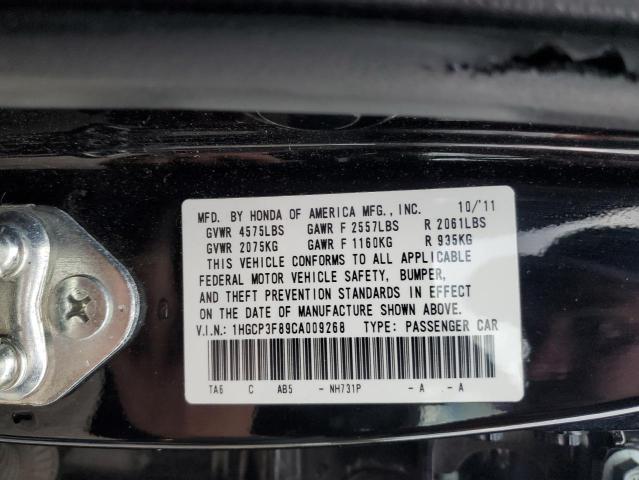 MFD. BY HONDA OF AMERICA MFG., INC. 10/'11
GVWR 4575LBS GAWR F 2557LBS R 2061LBS
GVWR 2075KG GAWR F 1160KG R 935KG
THIS VEHICLE CONFORMS TO ALL APPLICABLE
FEDERAL MOTOR VEHICLE SAFETY, BUMPER,
AND THEFT PREVENTION STANDARDS IN EFFECT
ON THE DATE OF MANUFACTURE SHOWN ABOVE.
V.I.N.: 1HGCP3F89CA009268 TYPE: PASSENGER CAR
TA6 C AB5 - NH731P - A - A